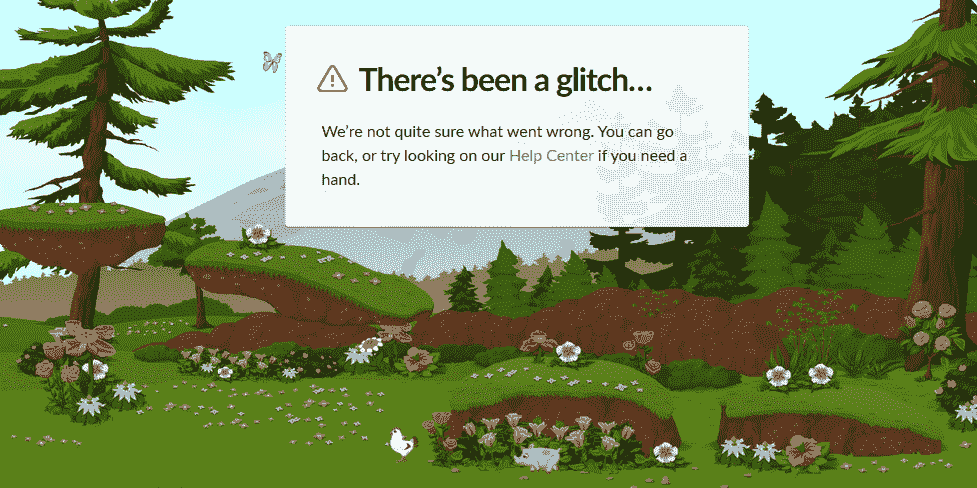 There’s been a glitch…
We’re not quite sure what went wrong. You can go
back, or try looking on our Help Center if you need a
hand.